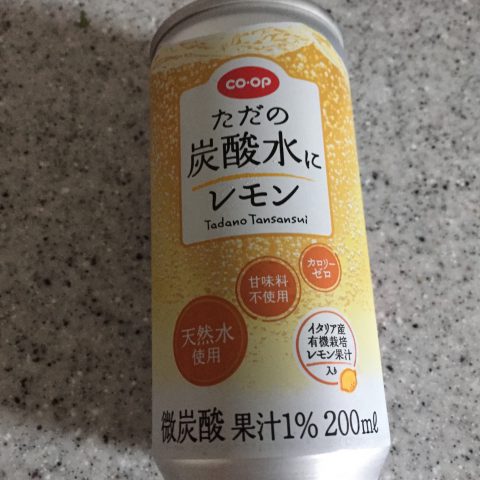 CO·OP
ただの
炭酸水に
レモン
Tadano Tansansui
カロリー
ゼロ
甘味料
不使用
天然水
使用
イタリア産
有機栽培
レモン果汁
入り
微炭酸 果汁1% 200ml